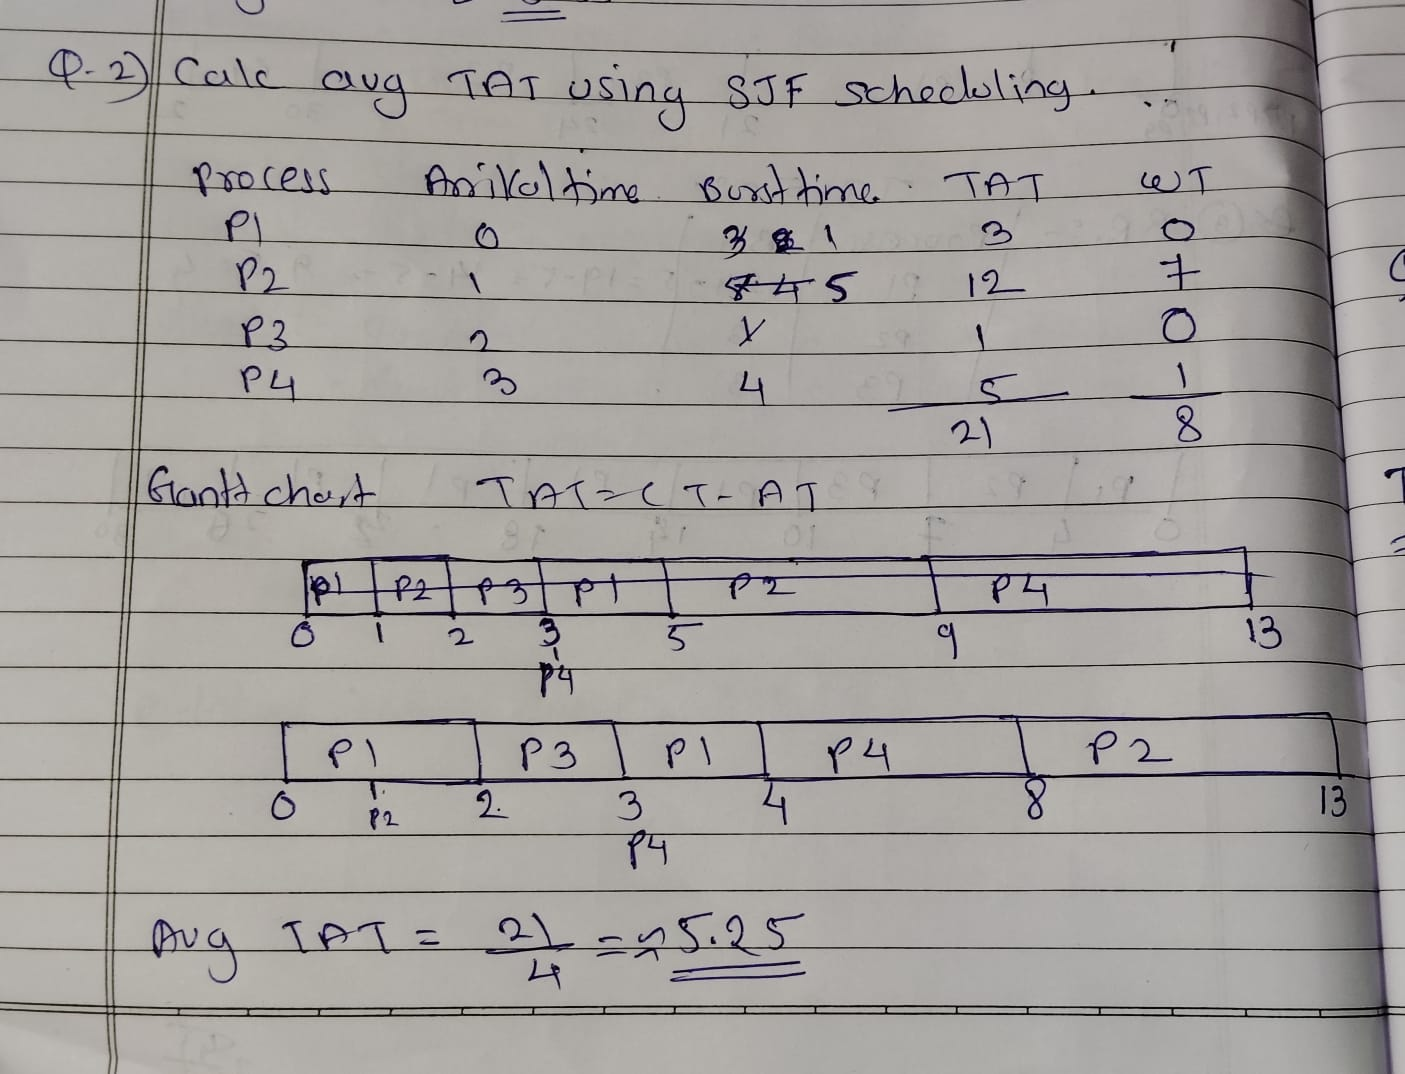 Q.2) Calc avg TAT using SJF scheduling.
Process Arrival time Burst time. TAT WT
P1 0 3 1 3 0
P2 1 4 5 12 7
P3 2 1 1 0
P4 3 4 5 1
21 8
Gantt chart TAT = CT - AT
P1 P2 P3 P1 P2 P4
0 1 2 3 5 9 13
P4
P1 P3 P1 P4 P2
0 1 2. 3 4 8 13
P2 P4
Avg TAT = 21/4 = 5.25